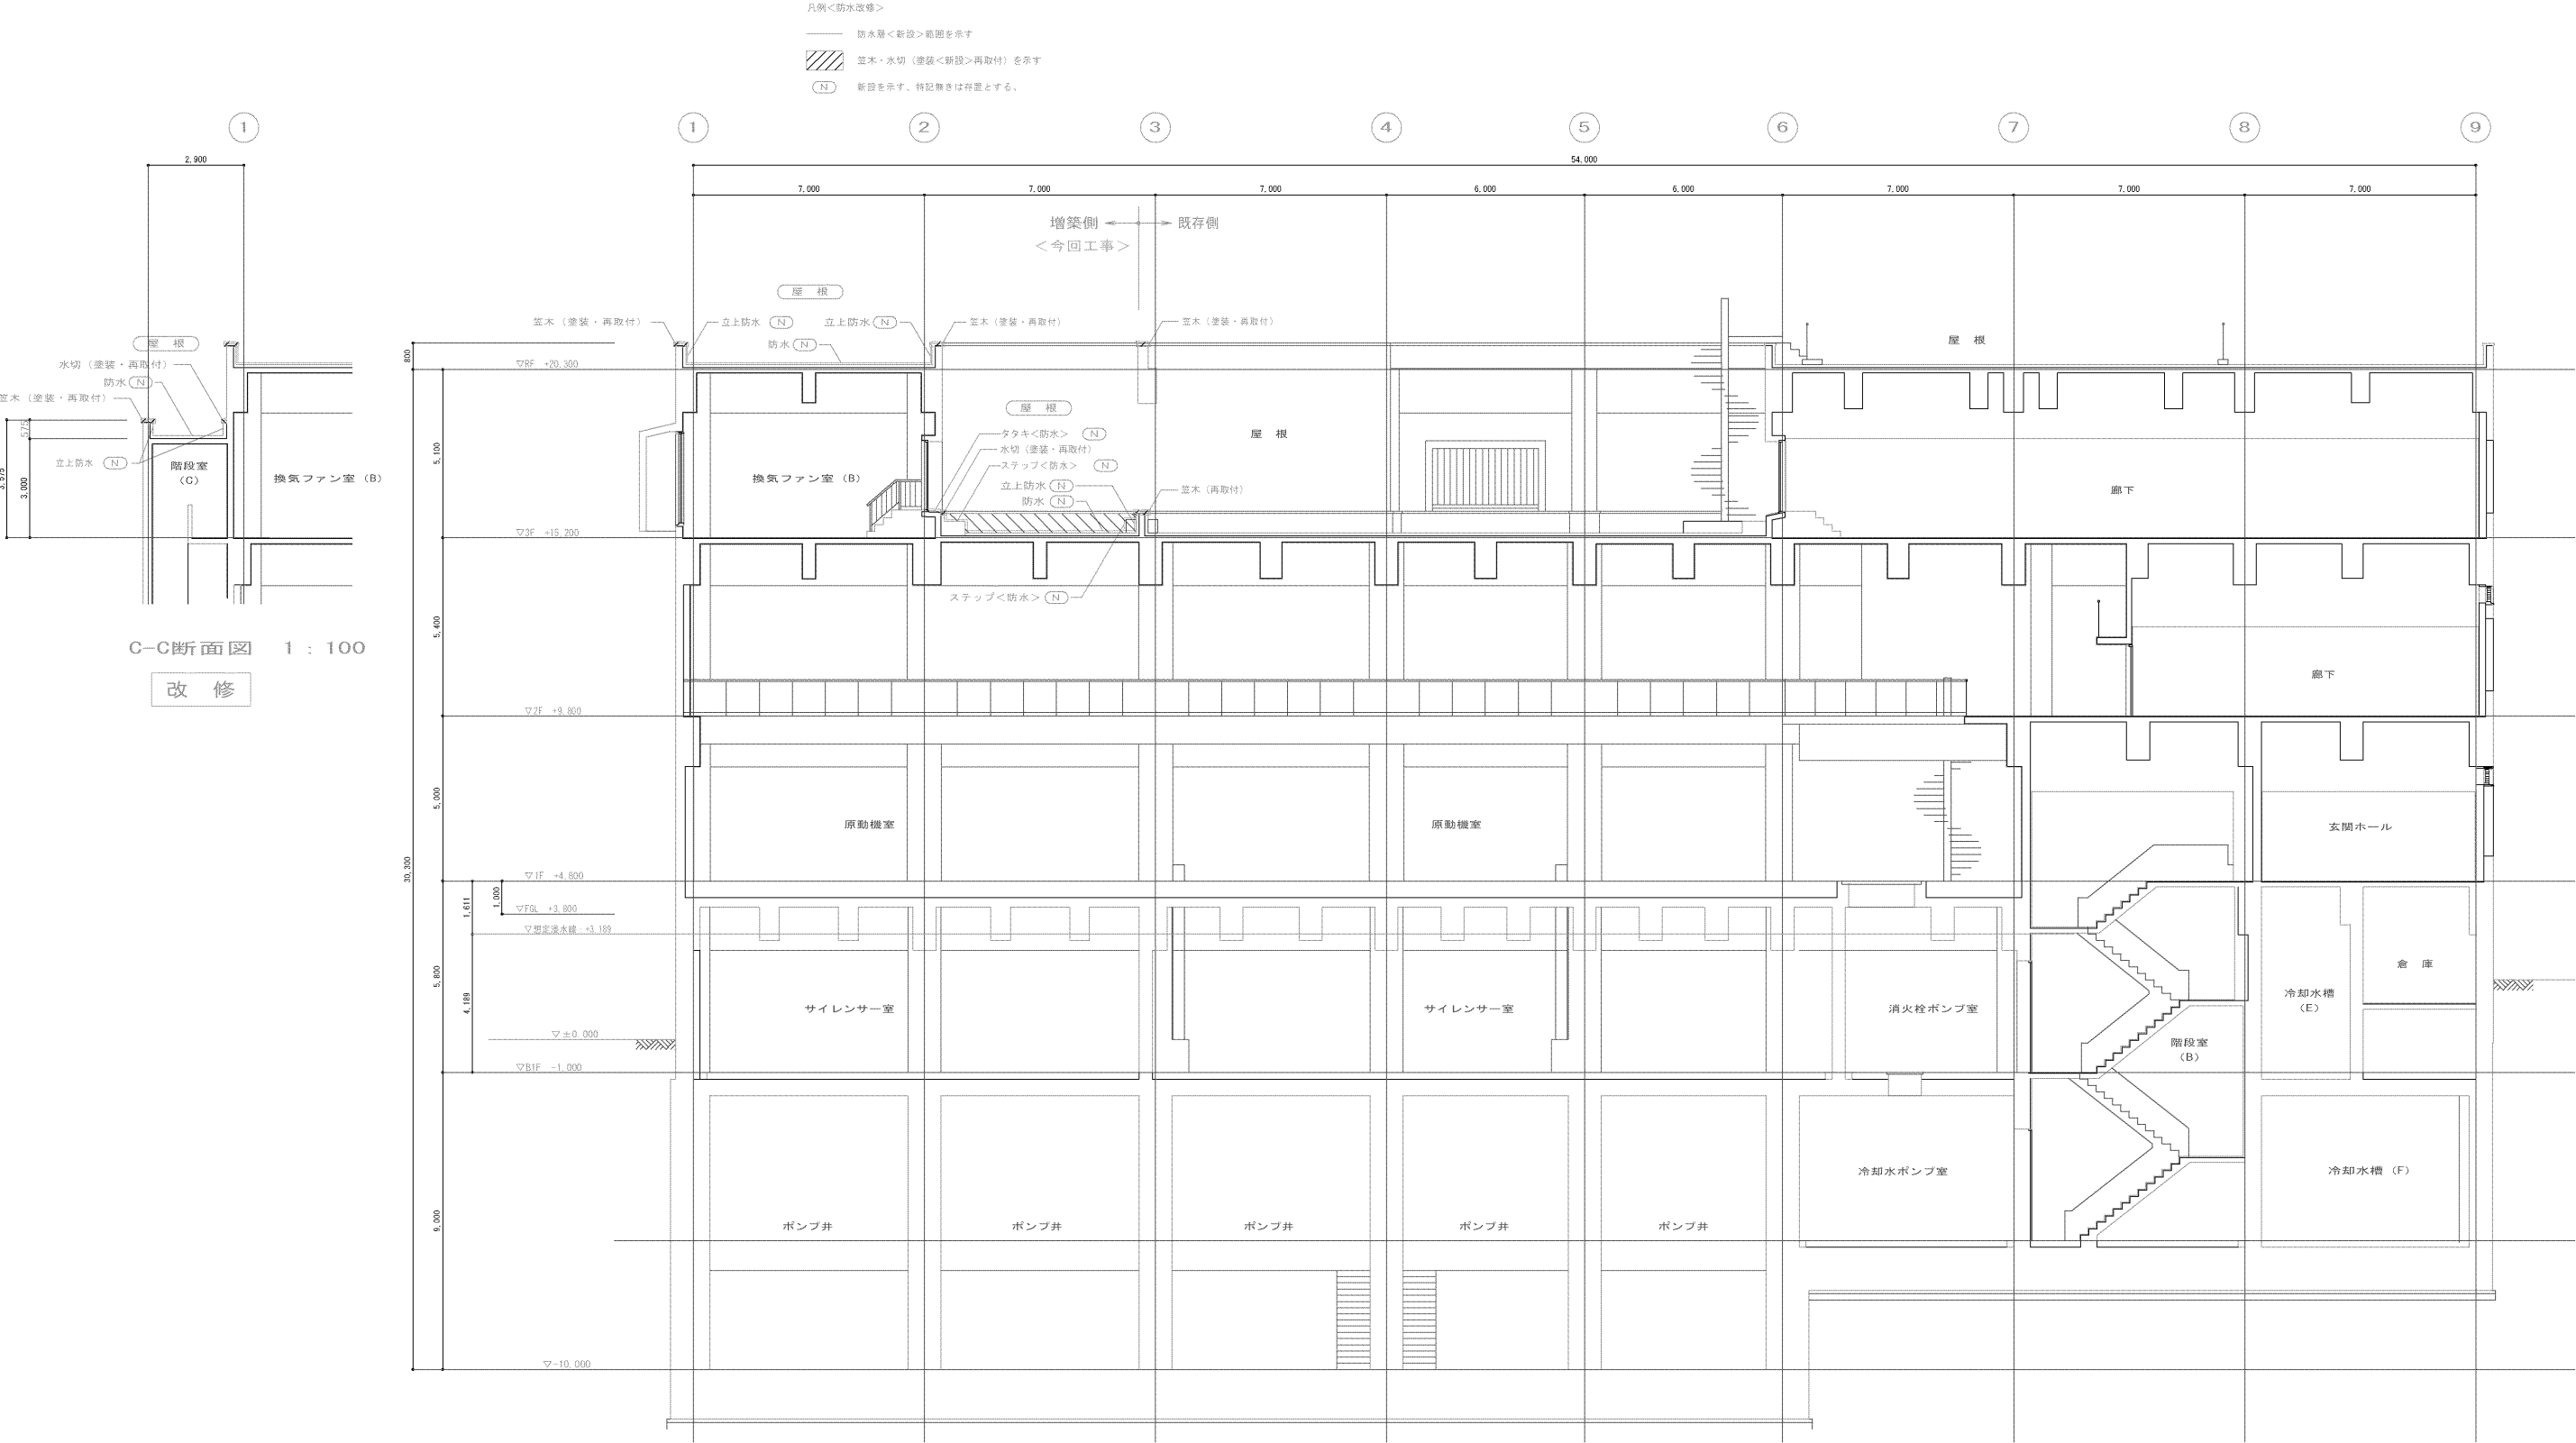 凡例＜防水改修＞
防水層＜新設＞範囲を示す
笠木・水切（塗装＜新設＞再取付）を示す
N 新設を示す、特記無きは存置とする。
1 1 2 3 4 5 6 7 8 9
2,900
54,000
7,000 7,000 7,000 6,000 6,000 7,000 7,000 7,000
増築側 既存側
＜今回工事＞
屋 根
笠木（塗装・再取付） 立上防水 N 立上防水 N 笠木（塗装・再取付） 笠木（塗装・再取付）
防水 N
屋 根
屋 根
水切（塗装・再取付）
防水 N
笠木（塗装・再取付）
800
▽RF +20,300
575
3,000
立上防水 N
階段室
（C）
換気ファン室（B）
5,100
換気ファン室（B）
屋 根
タタキ＜防水＞ N
水切（塗装・再取付）
ステップ＜防水＞ N
立上防水 N
防水 N
笠木（再取付）
屋 根
廊下
▽3F +15,200
ステップ＜防水＞ N
C-C断面図 1：100
改 修
5,400
廊下
▽2F +9,800
5,000
原動機室 原動機室 玄関ホール
30,300
▽1F +4,800
1,611
1,000
▽FGL +3,800
▽想定浸水線 +3,189
5,800
4,189
サイレンサー室 サイレンサー室 消火栓ポンプ室
冷却水槽
（E）
倉 庫
▽±0,000
階段室
（B）
▽B1F -1,000
9,000
冷却水ポンプ室 冷却水槽（F）
ポンプ井 ポンプ井 ポンプ井 ポンプ井 ポンプ井
▽-10,000